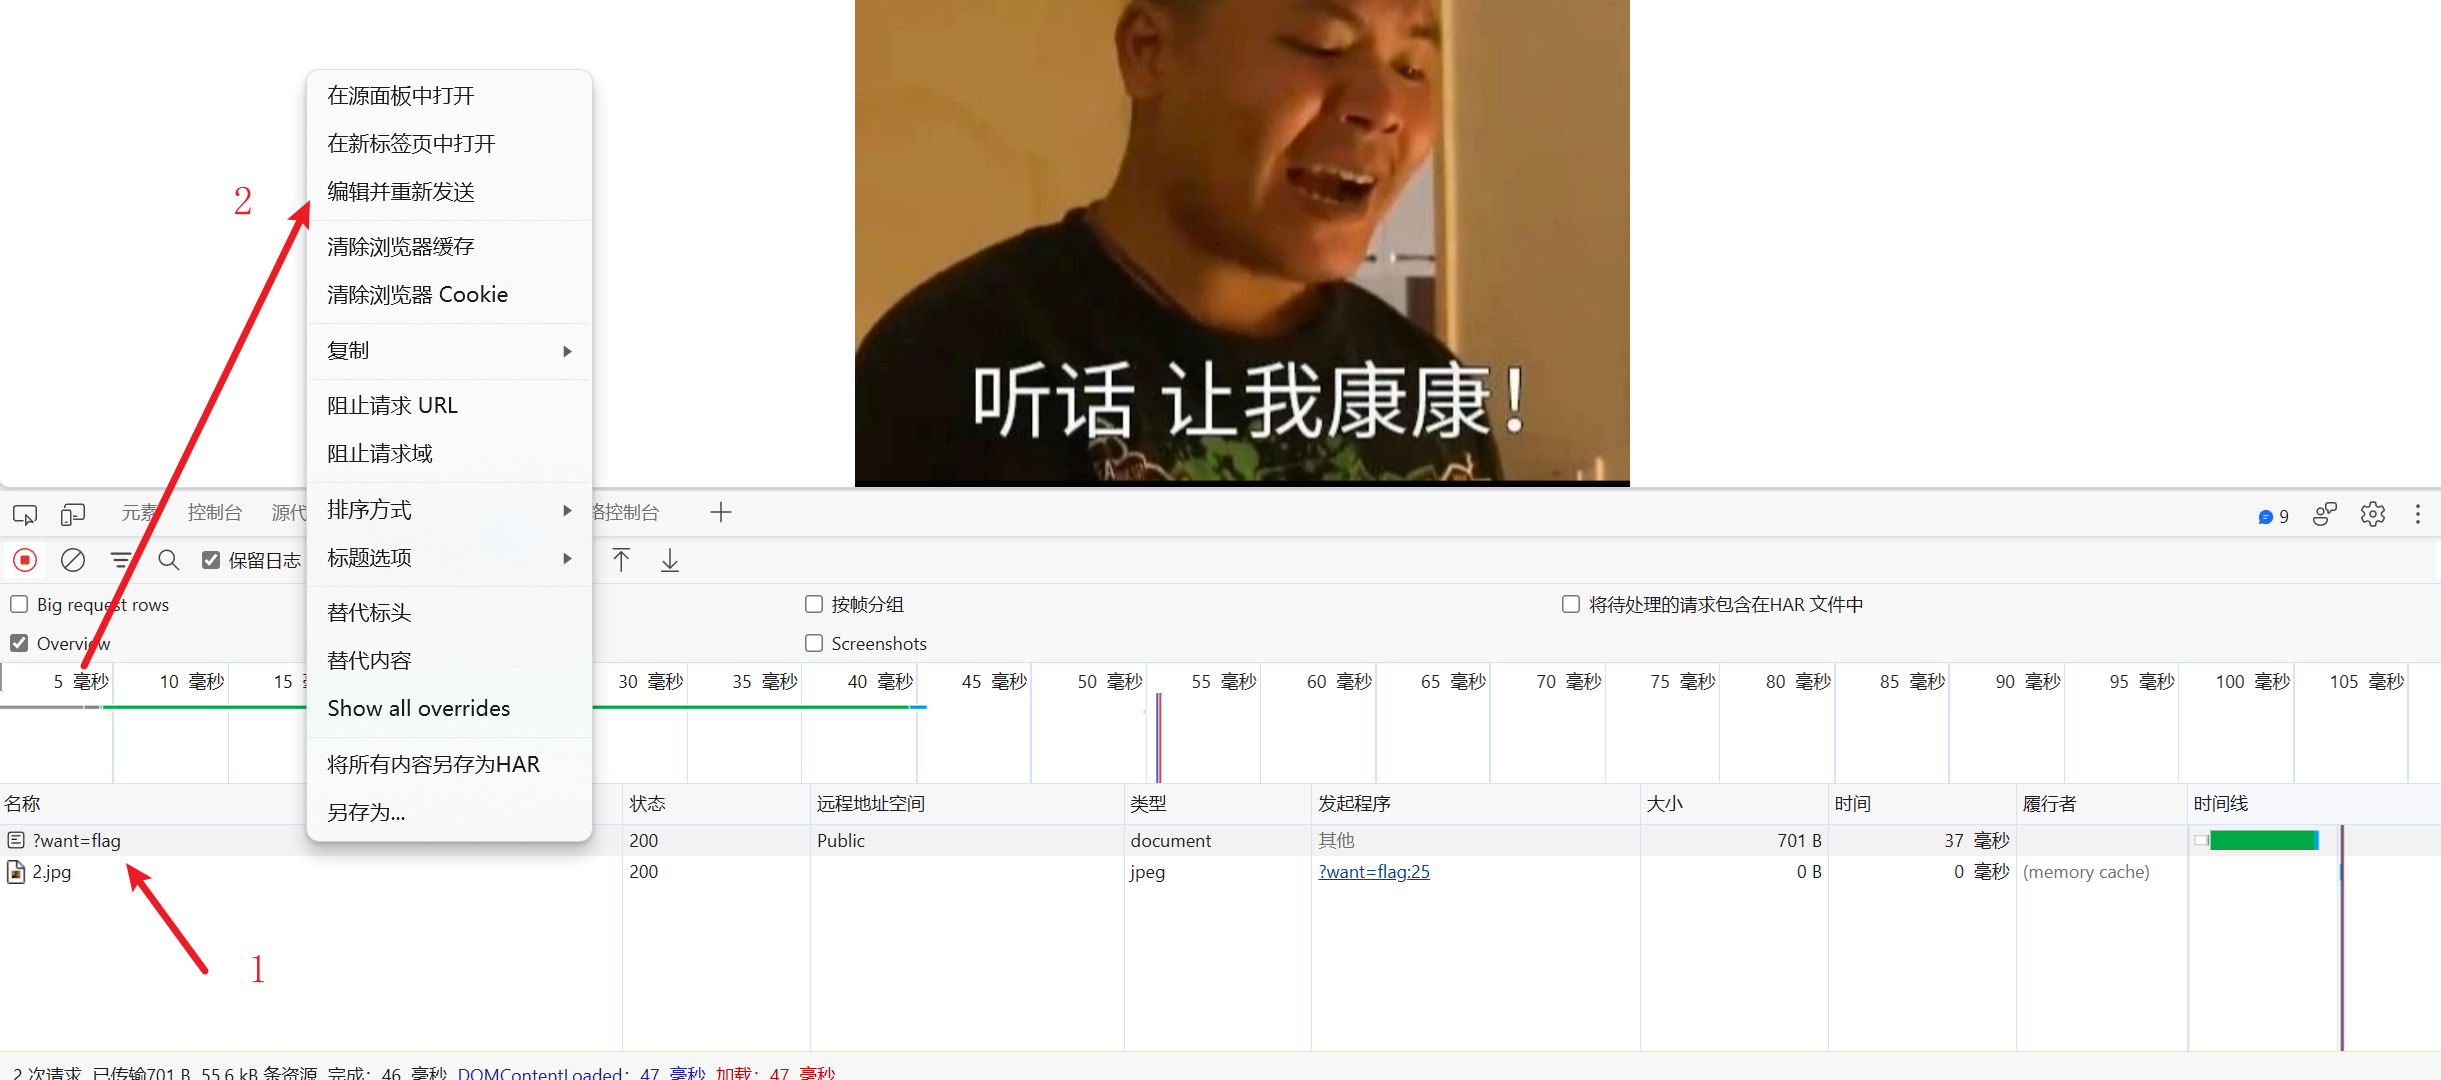 在源面板中打开
在新标签页中打开
编辑并重新发送
2
清除浏览器缓存
清除浏览器 Cookie
复制
阻止请求 URL
阻止请求域
排序方式
标题选项
替代标头
替代内容
Show all overrides
将所有内容另存为HAR
另存为...
听话 让我康康！
元素 控制台 源代 络控制台 9
保留日志
Big request rows 按帧分组 将待处理的请求包含在HAR 文件中
Overview Screenshots
5 毫秒 10 毫秒 15 30 毫秒 35 毫秒 40 毫秒 45 毫秒 50 毫秒 55 毫秒 60 毫秒 65 毫秒 70 毫秒 75 毫秒 80 毫秒 85 毫秒 90 毫秒 95 毫秒 100 毫秒 105 毫秒
名称 状态 远程地址空间 类型 发起程序 大小 时间 履行者 时间线
?want=flag 200 Public document 其他 701 B 37 毫秒
2.jpg 200 jpeg ?want=flag:25 0 B 0 毫秒 (memory cache)
1
2 次请求 已传输701 B 55.6 kB 条资源 完成：46 毫秒 DOMContentLoaded：47 毫秒 加载：47 毫秒